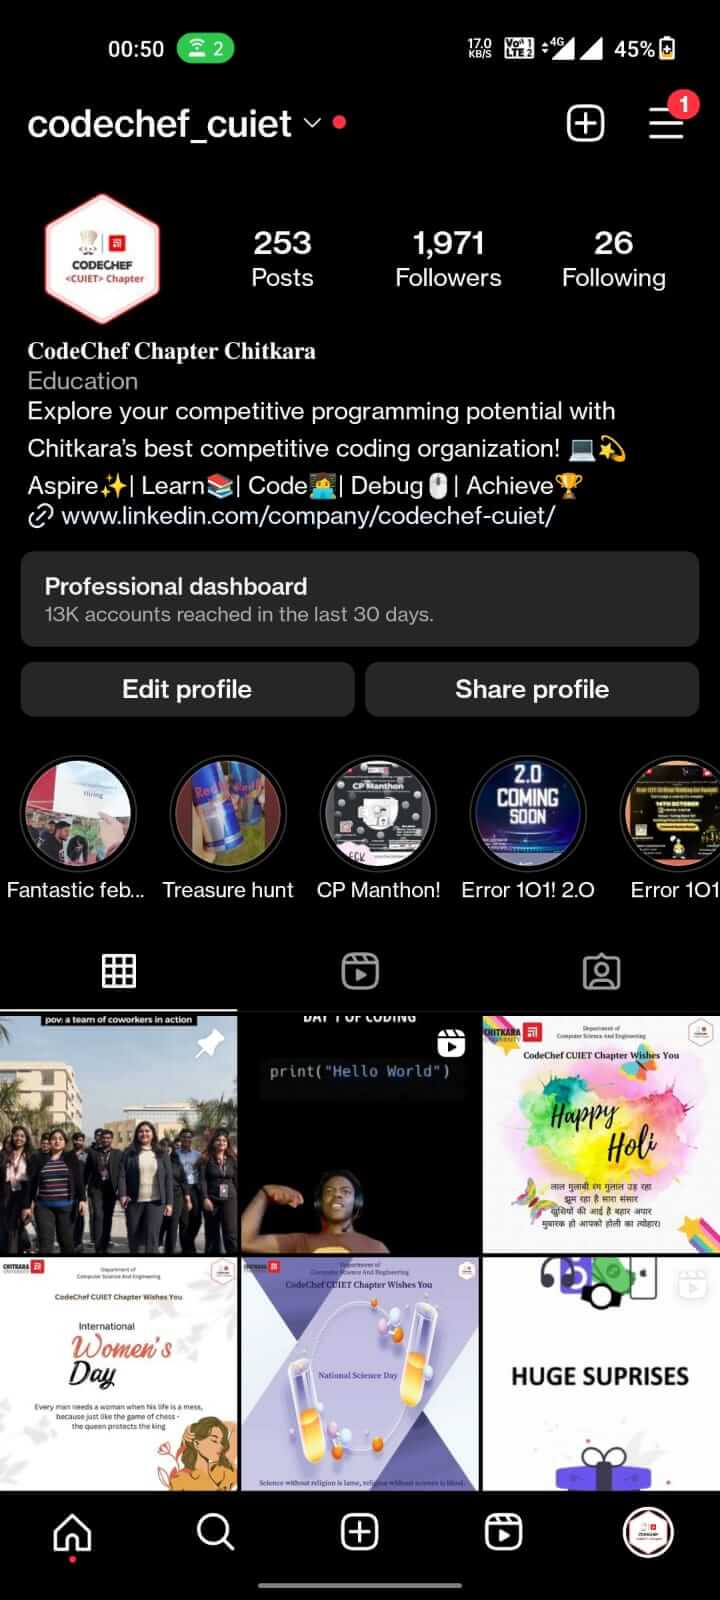 00:50
2
17.0
KB/S
Vo 1
LTE 2
4G
45%
codechef_cuiet
1
CODECHEF
<CUIET> Chapter
253
Posts
1,971
Followers
26
Following
CodeChef Chapter Chitkara
Education
Explore your competitive programming potential with
Chitkara’s best competitive coding organization! 💻💫
Aspire✨| Learn📚| Code👩‍💻| Debug🖱️| Achieve🏆
www.linkedin.com/company/codechef-cuiet/
Professional dashboard
13K accounts reached in the last 30 days.
Edit profile
Share profile
Hiring
CP Manthon
2.0
COMING
SOON
14TH OCTOBER
Fantastic feb...
Treasure hunt
CP Manthon!
Error 1O1! 2.O
Error 1O1
pov: a team of coworkers in action
DAY 1 OF CODING
print("Hello World")
CHITKARA
UNIVERSITY
Department of
Computer Science And Engineering
CodeChef CUIET Chapter Wishes You
Happy
Holi
लाल गुलाबी रंग गुलाल उड़ रहा
झूम रहा है सारा संसार
खुशियों की आई है बहार अपार
मुबारक हो आपको होली का त्योहार।
CHITKARA
UNIVERSITY
Department of
Computer Science And Engineering
CodeChef CUIET Chapter Wishes You
International
Women's
Day
Every man needs a woman when his life is a mess,
because just like the game of chess -
the queen protects the king
CHITKARA
Department of
Computer Science And Engineering
CodeChef CUIET Chapter Wishes You
National Science Day
Science without religion is lame, religion without science is blind.
HUGE SUPRISES